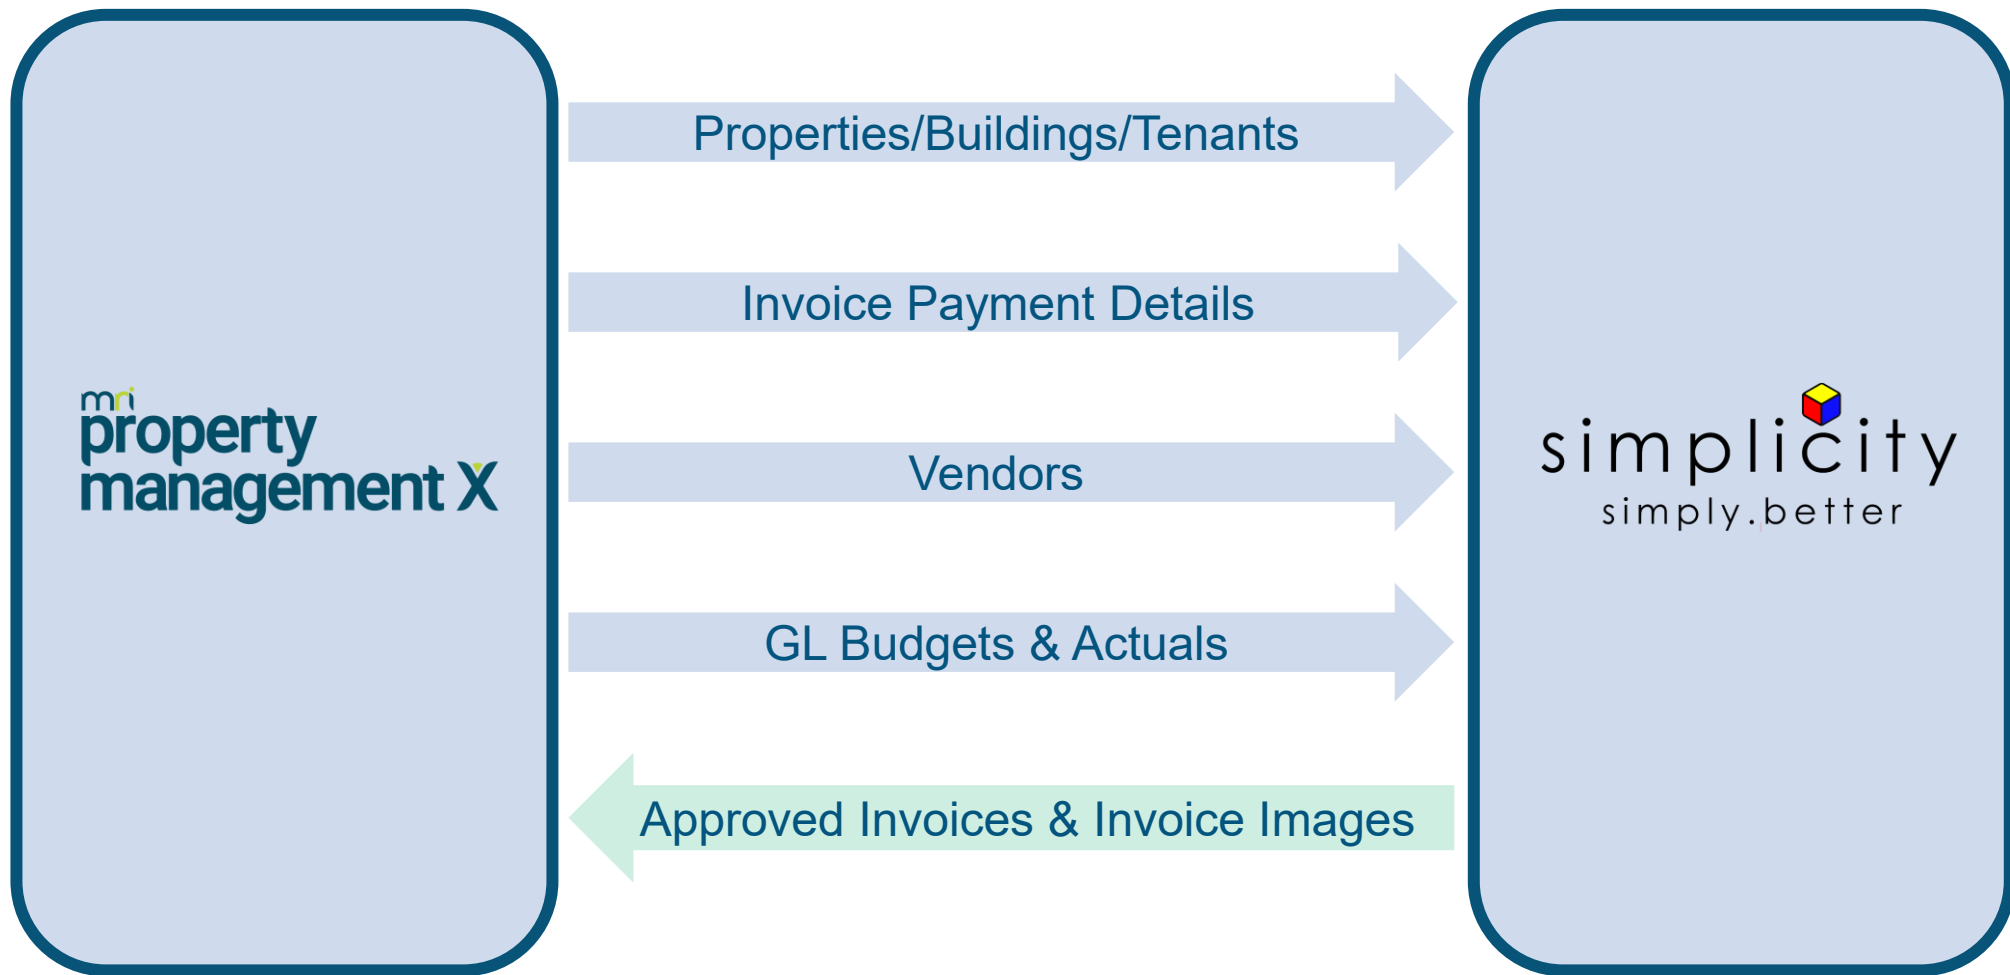 mri
property
management X
Properties/Buildings/Tenants
Invoice Payment Details
Vendors
GL Budgets & Actuals
Approved Invoices & Invoice Images
simplicity
simply.better